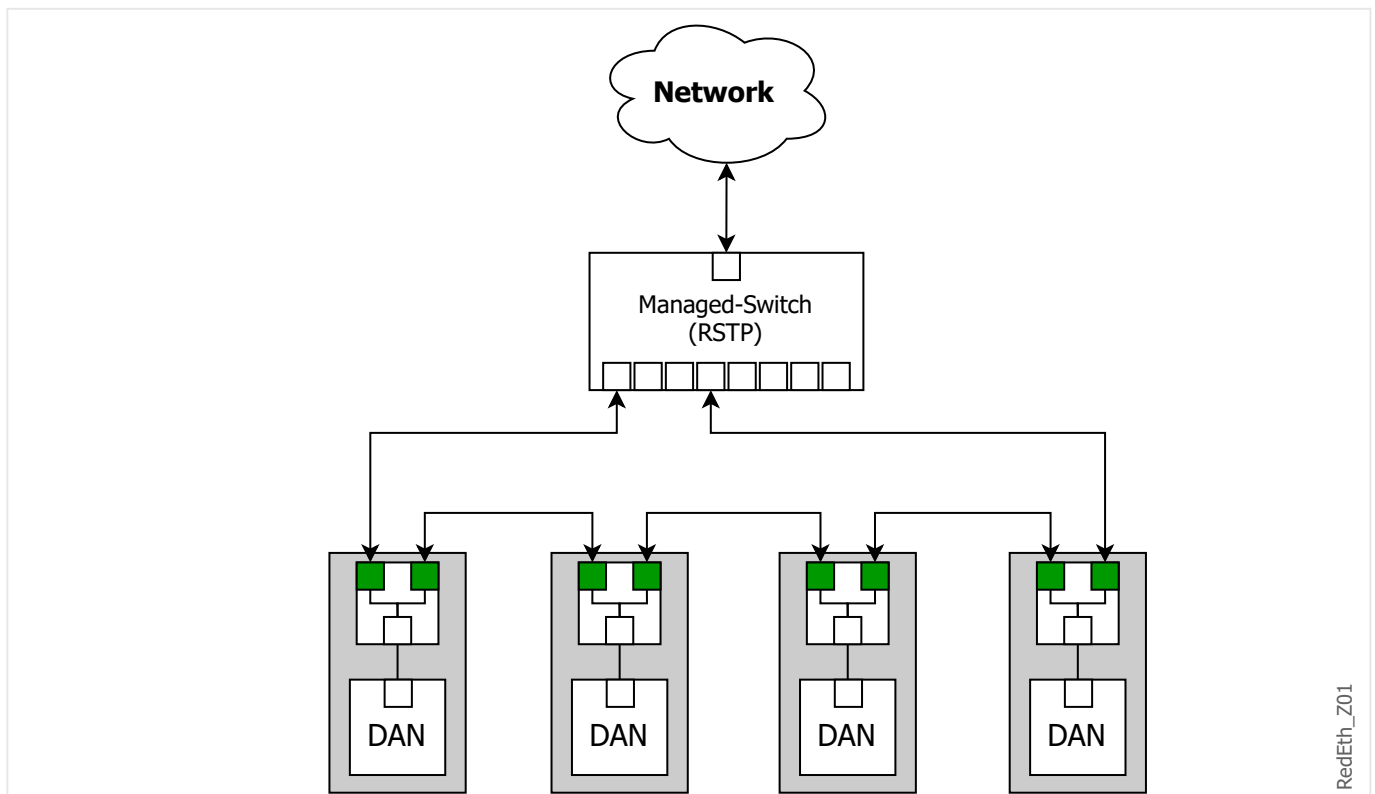 Network
Managed-Switch
(RSTP)
DAN
DAN
DAN
DAN
RedEth_Z01